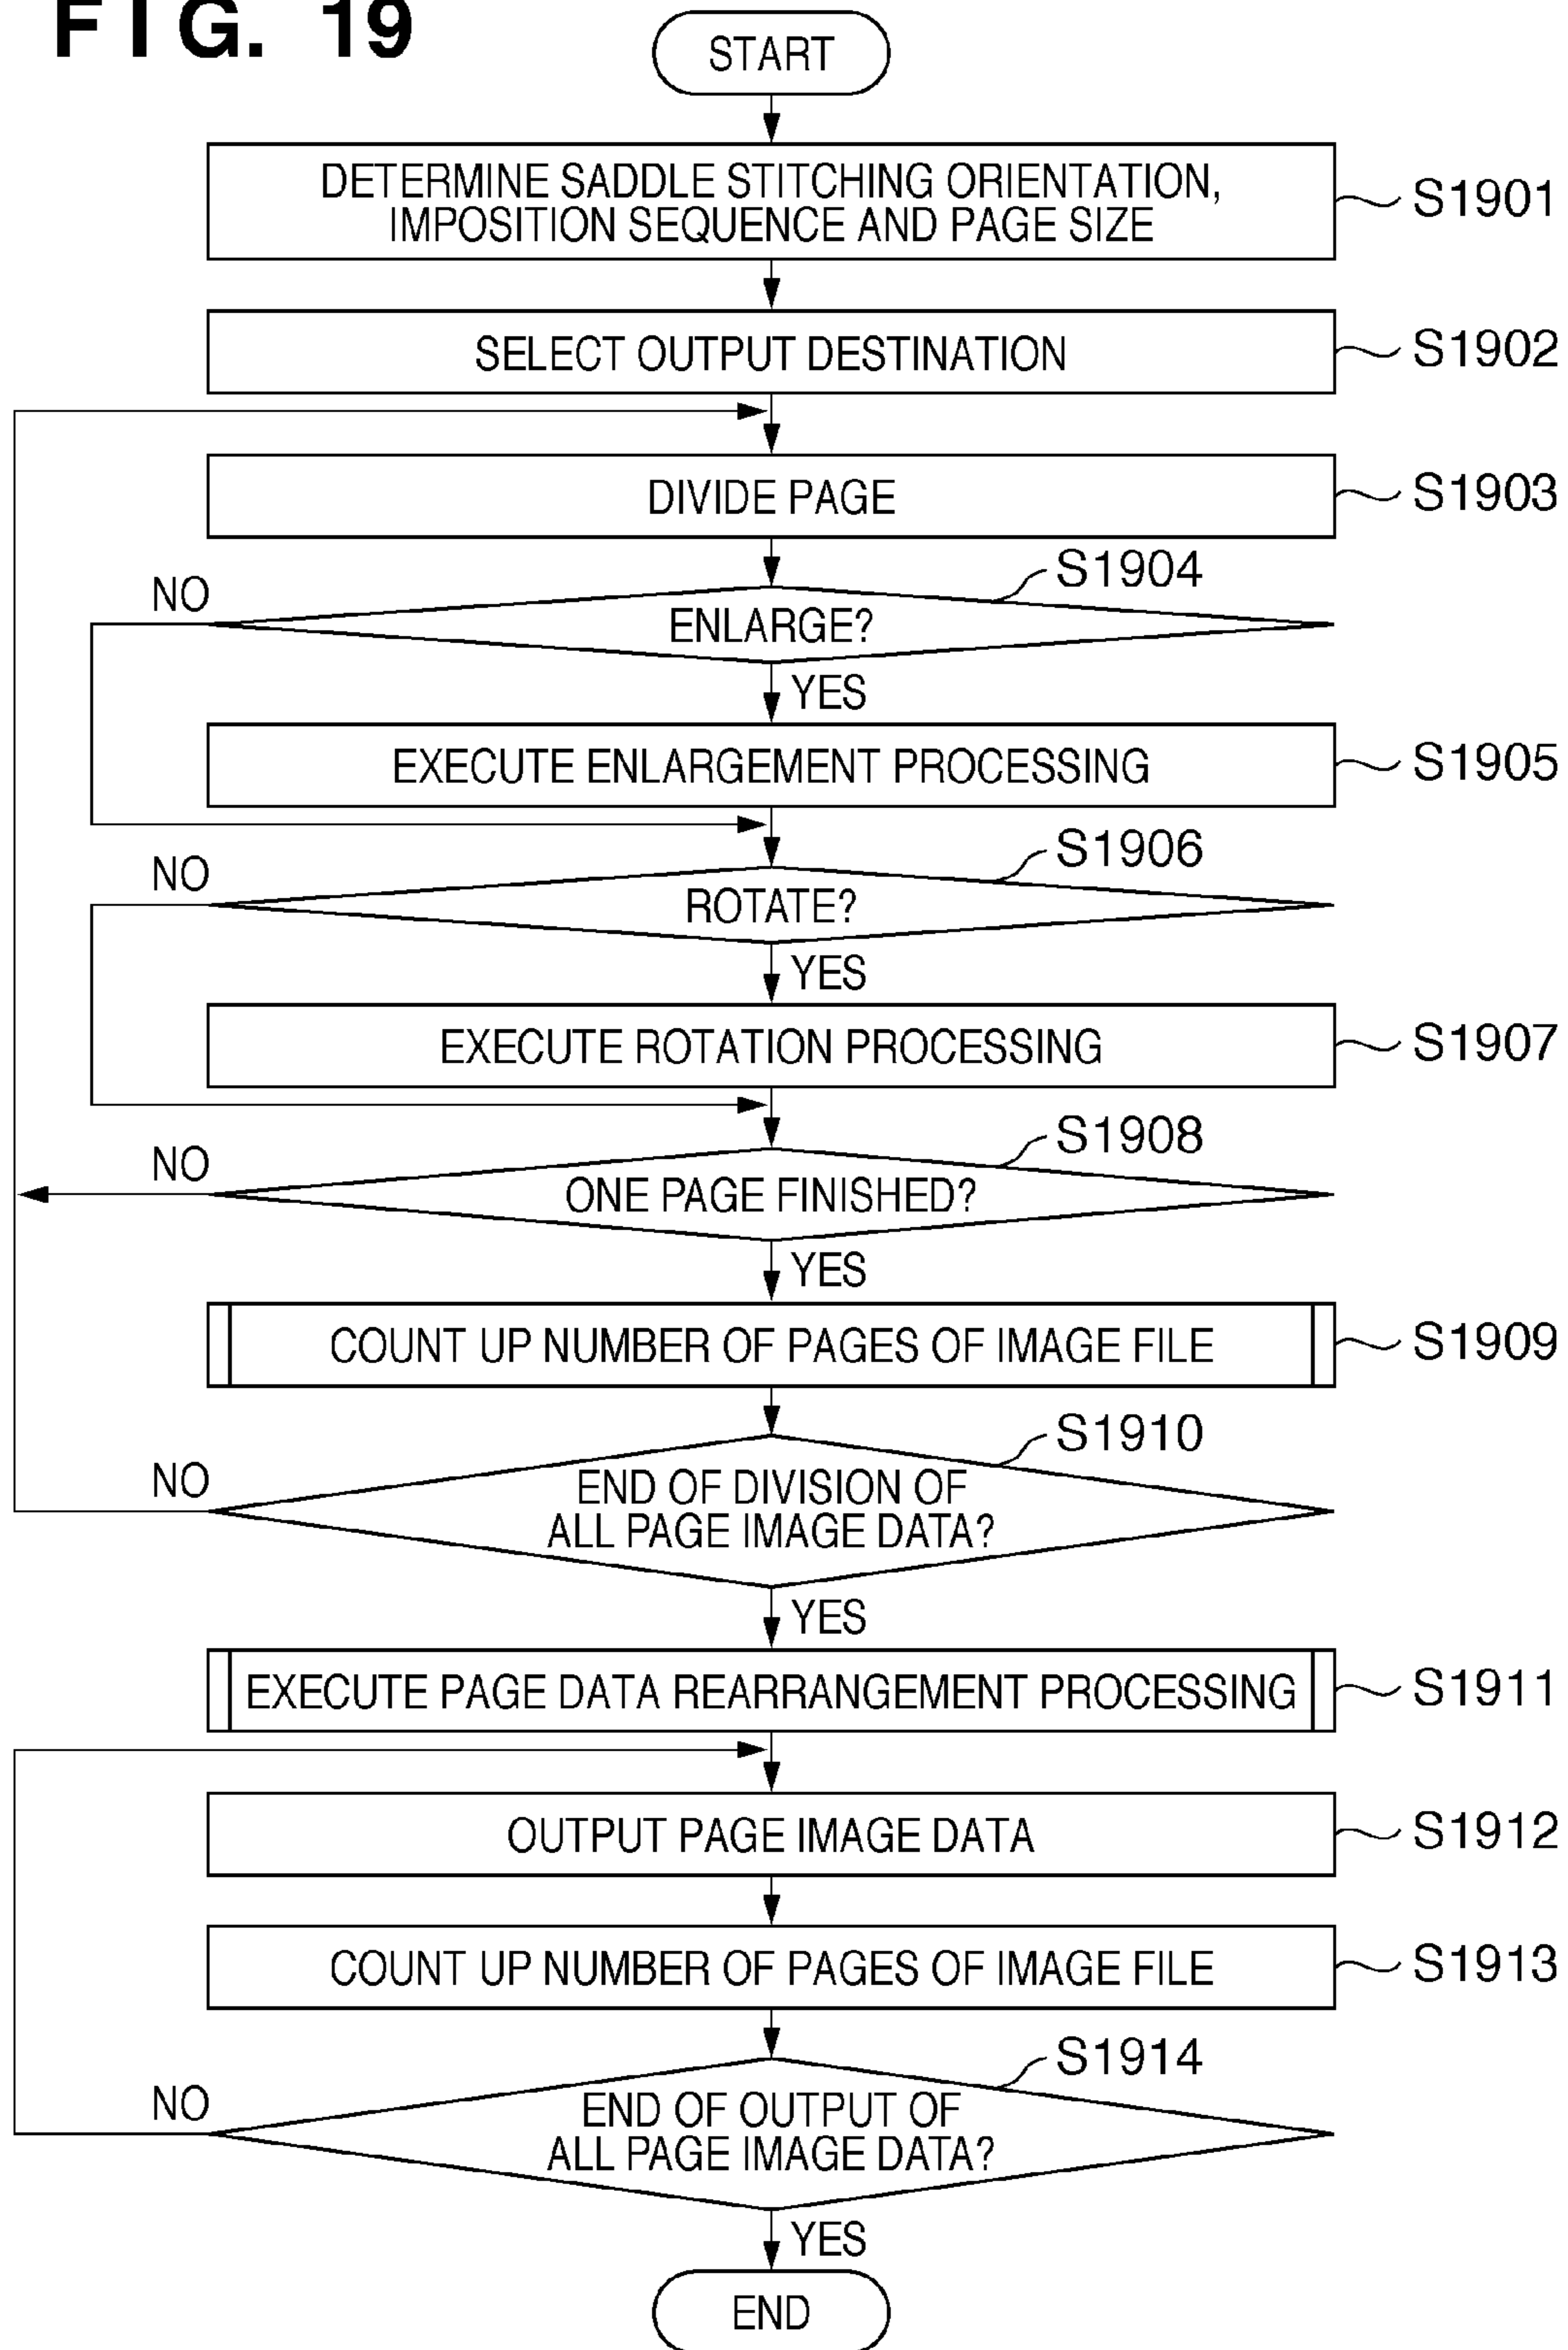 FIG. 19
START
DETERMINE SADDLE STITCHING ORIENTATION,
IMPOSITION SEQUENCE AND PAGE SIZE
S1901
SELECT OUTPUT DESTINATION
S1902
DIVIDE PAGE
S1903
S1904
NO
ENLARGE?
YES
EXECUTE ENLARGEMENT PROCESSING
S1905
S1906
NO
ROTATE?
YES
EXECUTE ROTATION PROCESSING
S1907
S1908
NO
ONE PAGE FINISHED?
YES
COUNT UP NUMBER OF PAGES OF IMAGE FILE
S1909
S1910
NO
END OF DIVISION OF
ALL PAGE IMAGE DATA?
YES
EXECUTE PAGE DATA REARRANGEMENT PROCESSING
S1911
OUTPUT PAGE IMAGE DATA
S1912
COUNT UP NUMBER OF PAGES OF IMAGE FILE
S1913
S1914
NO
END OF OUTPUT OF
ALL PAGE IMAGE DATA?
YES
END